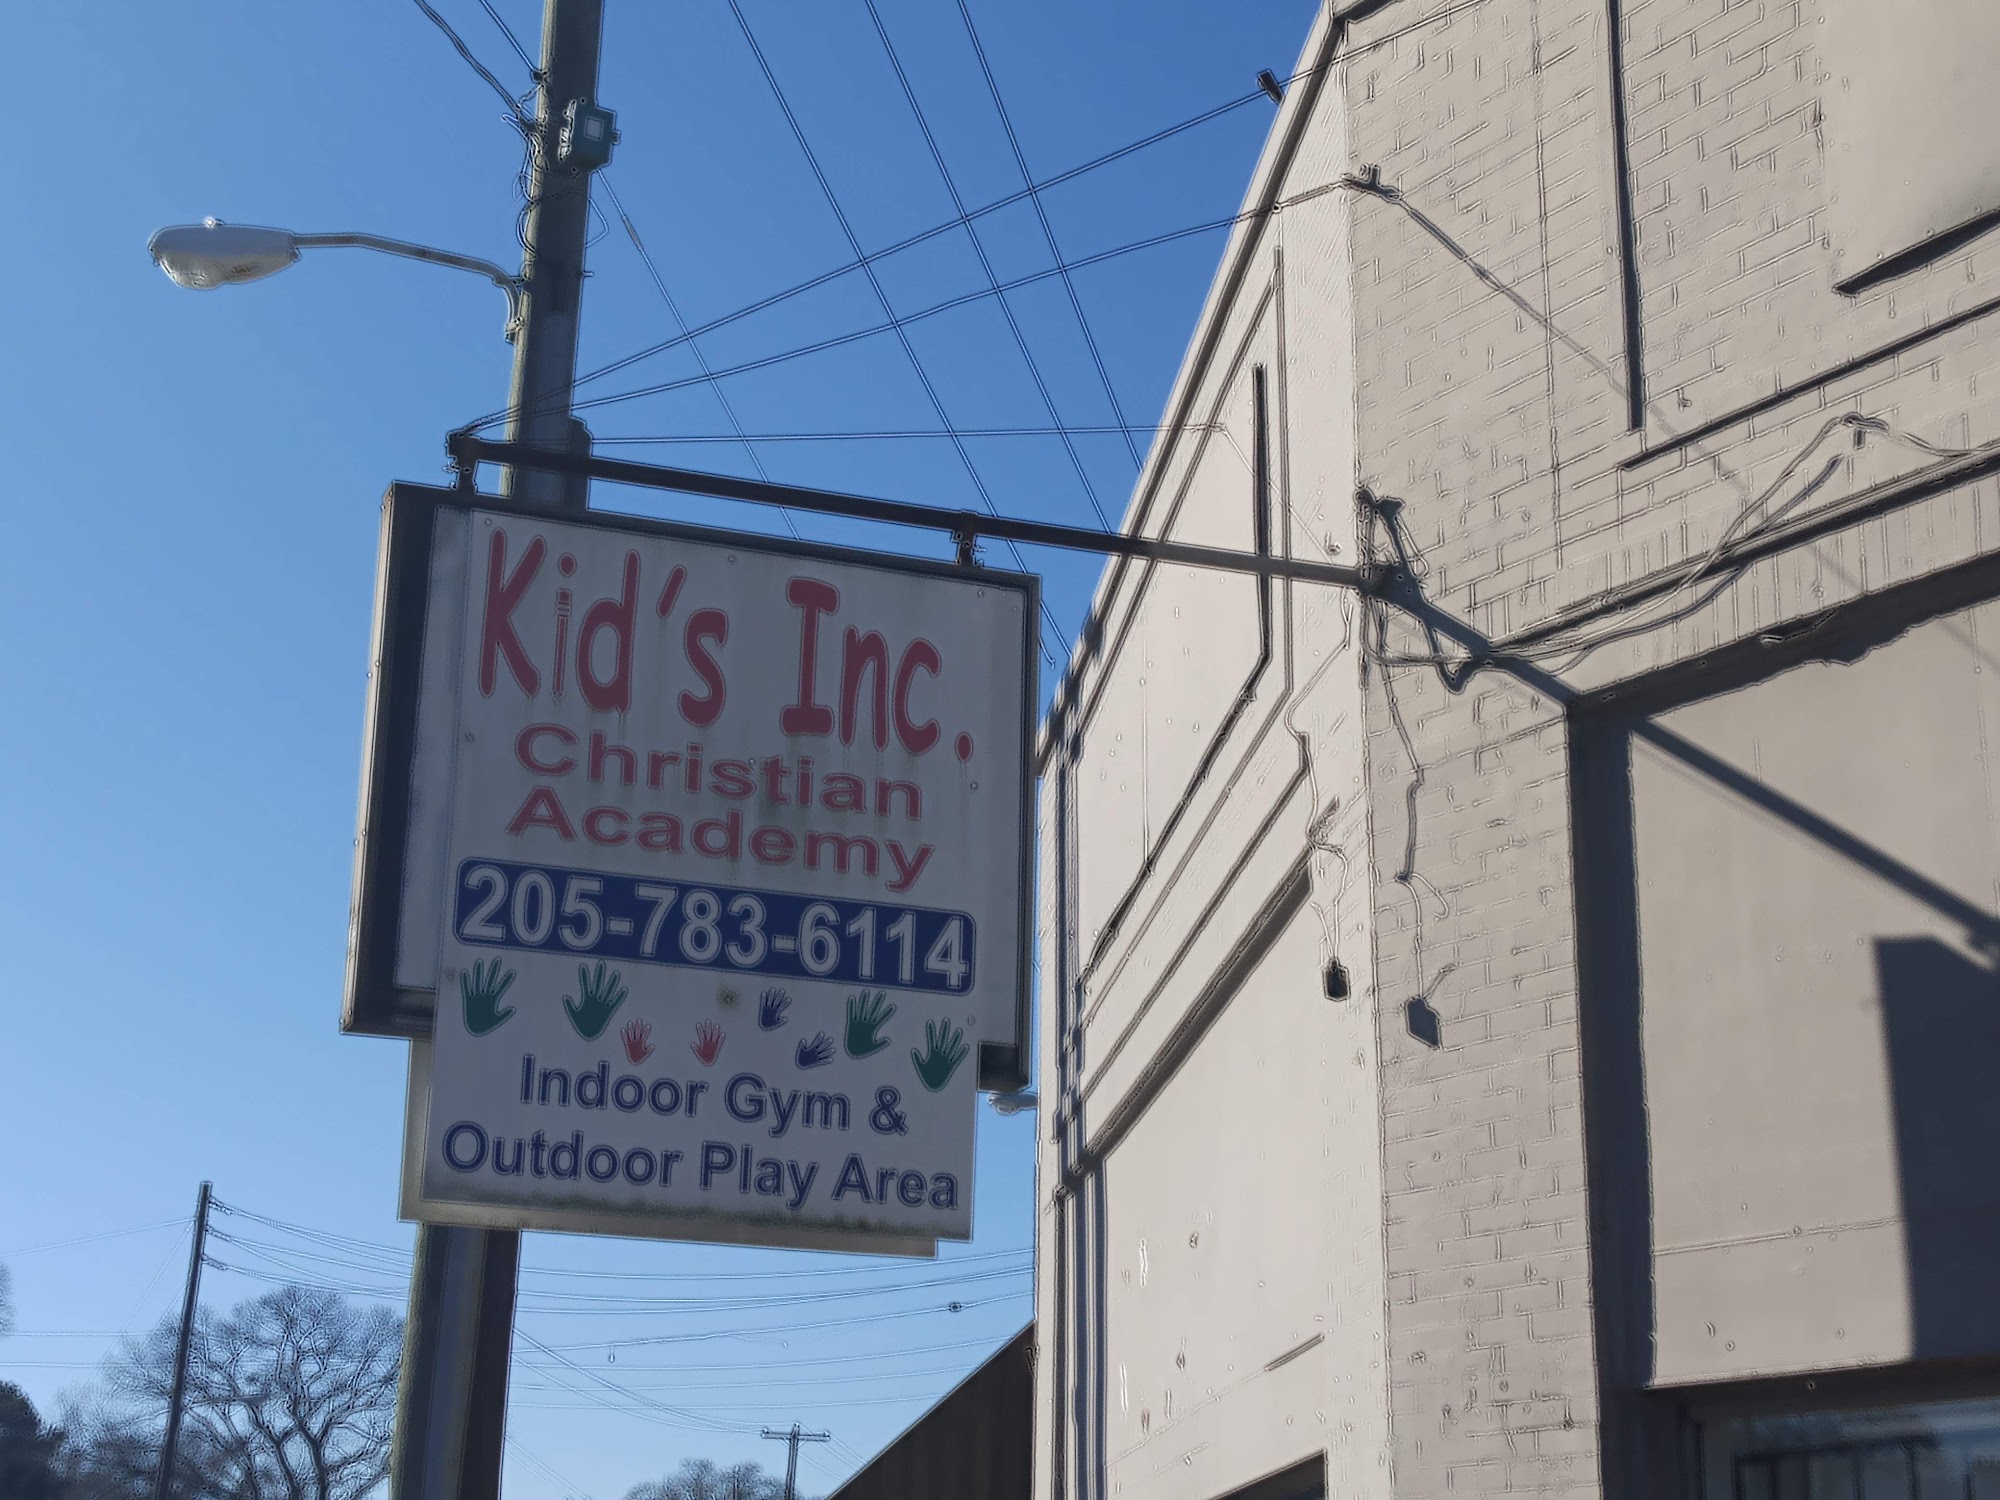 Kid's Inc.
Christian
Academy
205-783-6114
Indoor Gym &
Outdoor Play Area